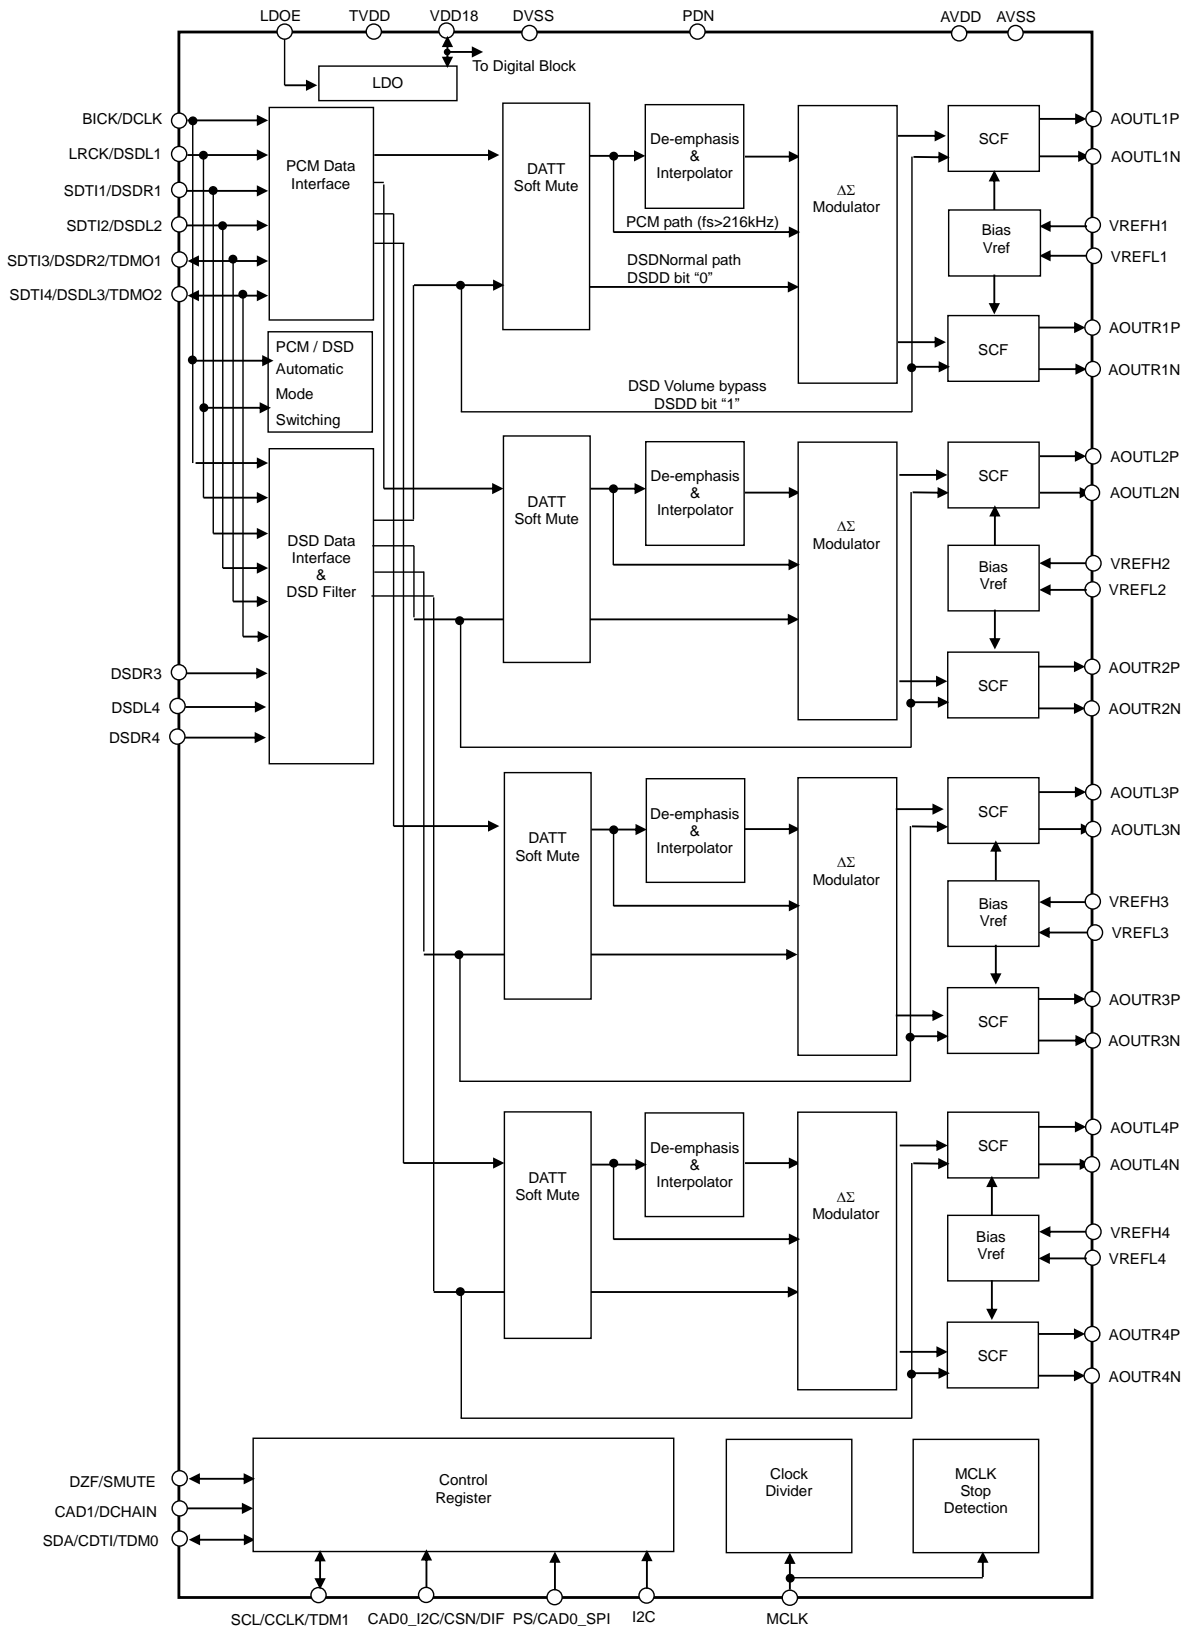 LDOE
TVDD
VDD18
DVSS
PDN
AVDD
AVSS
To Digital Block
LDO
BICK/DCLK
LRCK/DSDL1
SDTI1/DSDR1
SDTI2/DSDL2
SDTI3/DSDR2/TDMO1
SDTI4/DSDL3/TDMO2
PCM Data
Interface
PCM / DSD
Automatic
Mode
Switching
DSD Data
Interface
&
DSD Filter
DSDR3
DSDL4
DSDR4
DATT
Soft Mute
De-emphasis
&
Interpolator
PCM path (fs>216kHz)
DSDNormal path
DSDD bit “0”
DSD Volume bypass
DSDD bit “1”
ΔΣ
Modulator
SCF
Bias
Vref
SCF
AOUTL1P
AOUTL1N
VREFH1
VREFL1
AOUTR1P
AOUTR1N
DATT
Soft Mute
De-emphasis
&
Interpolator
ΔΣ
Modulator
SCF
Bias
Vref
SCF
AOUTL2P
AOUTL2N
VREFH2
VREFL2
AOUTR2P
AOUTR2N
DATT
Soft Mute
De-emphasis
&
Interpolator
ΔΣ
Modulator
SCF
Bias
Vref
SCF
AOUTL3P
AOUTL3N
VREFH3
VREFL3
AOUTR3P
AOUTR3N
DATT
Soft Mute
De-emphasis
&
Interpolator
ΔΣ
Modulator
SCF
Bias
Vref
SCF
AOUTL4P
AOUTL4N
VREFH4
VREFL4
AOUTR4P
AOUTR4N
DZF/SMUTE
CAD1/DCHAIN
SDA/CDTI/TDM0
Control
Register
Clock
Divider
MCLK
Stop
Detection
SCL/CCLK/TDM1
CAD0_I2C/CSN/DIF
PS/CAD0_SPI
I2C
MCLK